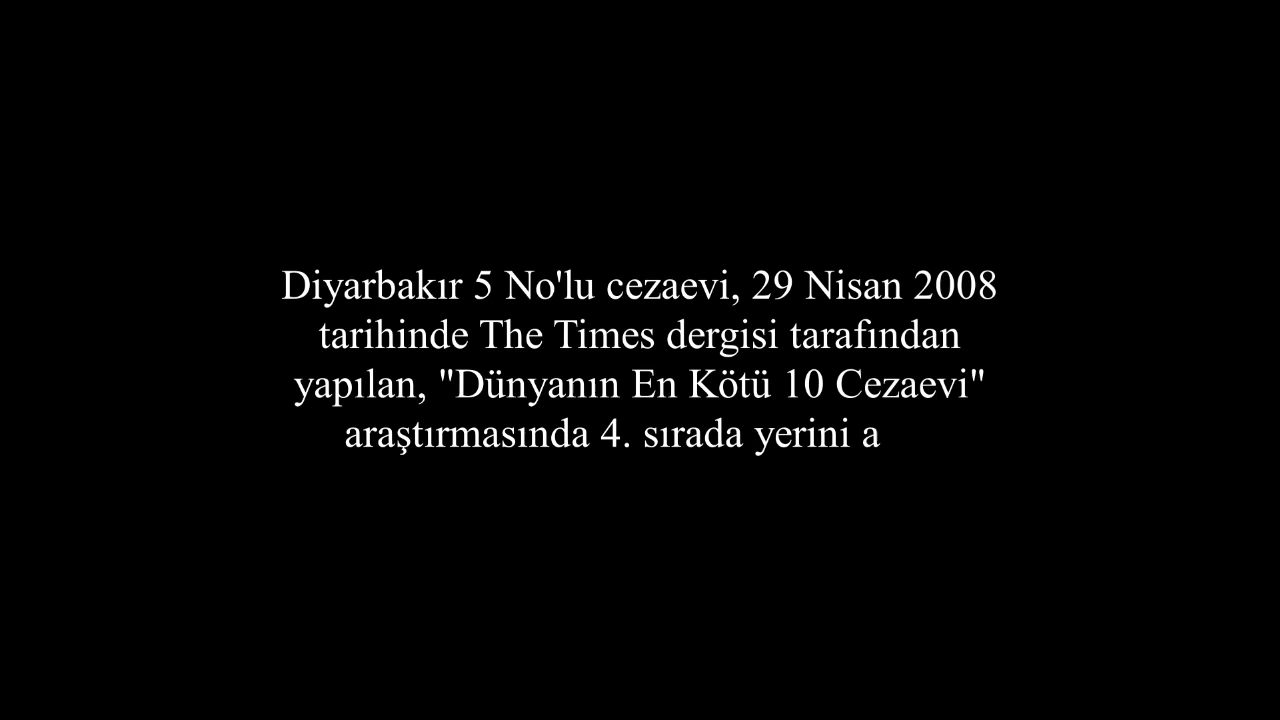 Diyarbakır 5 No'lu cezaevi, 29 Nisan 2008
tarihinde The Times dergisi tarafından
yapılan, "Dünyanın En Kötü 10 Cezaevi"
araştırmasında 4. sırada yerini a